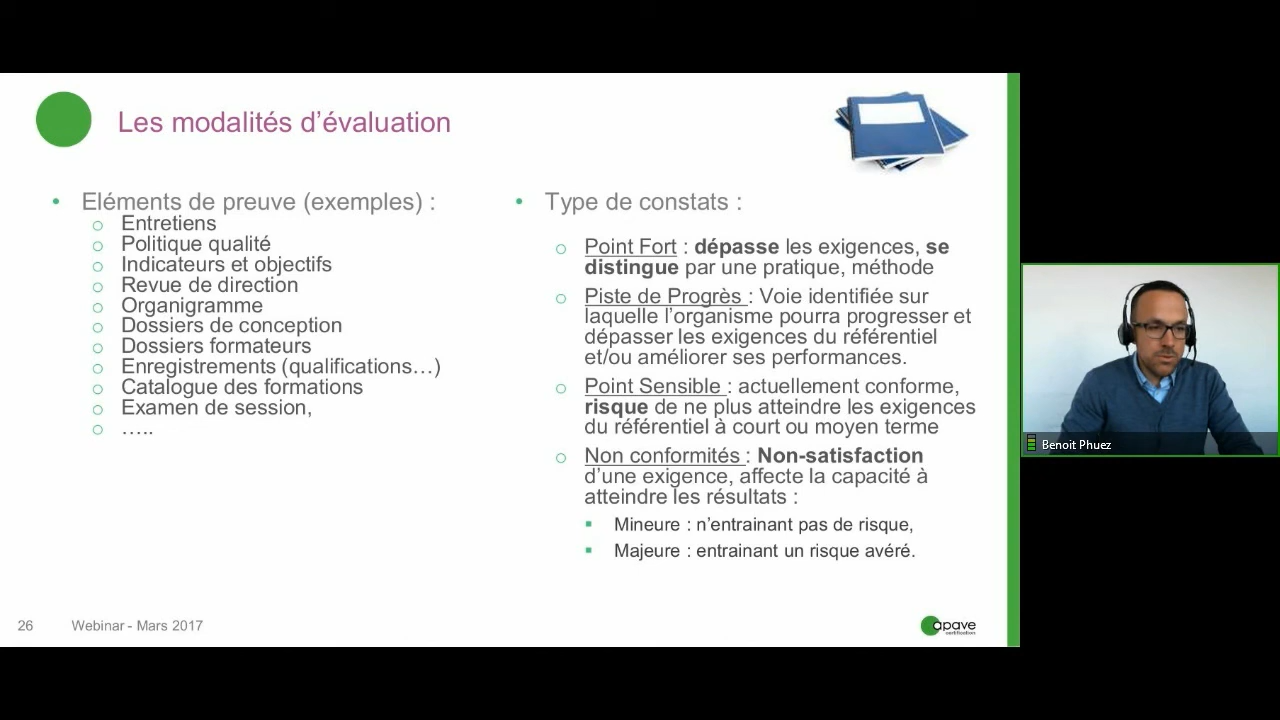 Les modalités d’évaluation
• Eléments de preuve (exemples) :
o Entretiens
o Politique qualité
o Indicateurs et objectifs
o Revue de direction
o Organigramme
o Dossiers de conception
o Dossiers formateurs
o Enregistrements (qualifications…)
o Catalogue des formations
o Examen de session,
o …..
• Type de constats :
o Point Fort : dépasse les exigences, se
distingue par une pratique, méthode
o Piste de Progrès : Voie identifiée sur
laquelle l’organisme pourra progresser et
dépasser les exigences du référentiel
et/ou améliorer ses performances.
o Point Sensible : actuellement conforme,
risque de ne plus atteindre les exigences
du référentiel à court ou moyen terme
o Non conformités : Non-satisfaction
d’une exigence, affecte la capacité à
atteindre les résultats :
▪ Mineure : n’entrainant pas de risque,
▪ Majeure : entrainant un risque avéré.
26 Webinar - Mars 2017
apave
certification
Benoit Phuez